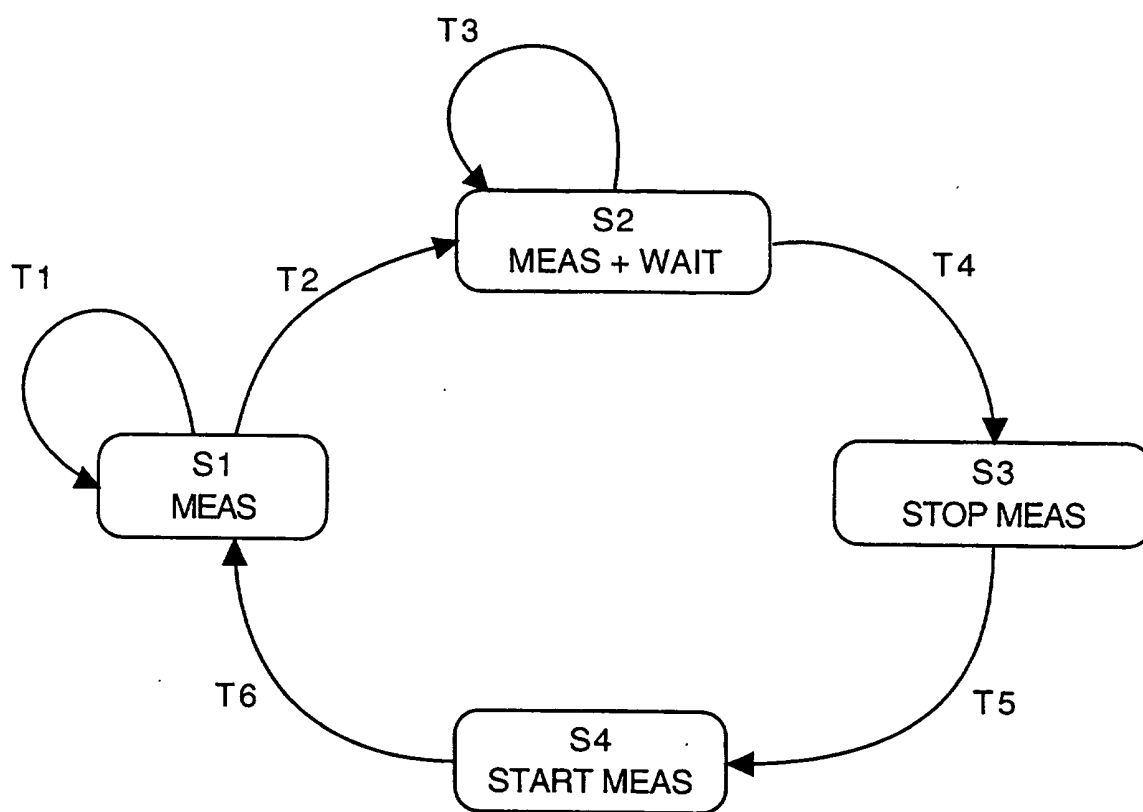 T3
S2
MEAS + WAIT
T1
T2
T4
S1
MEAS
S3
STOP MEAS
T6
T5
S4
START MEAS